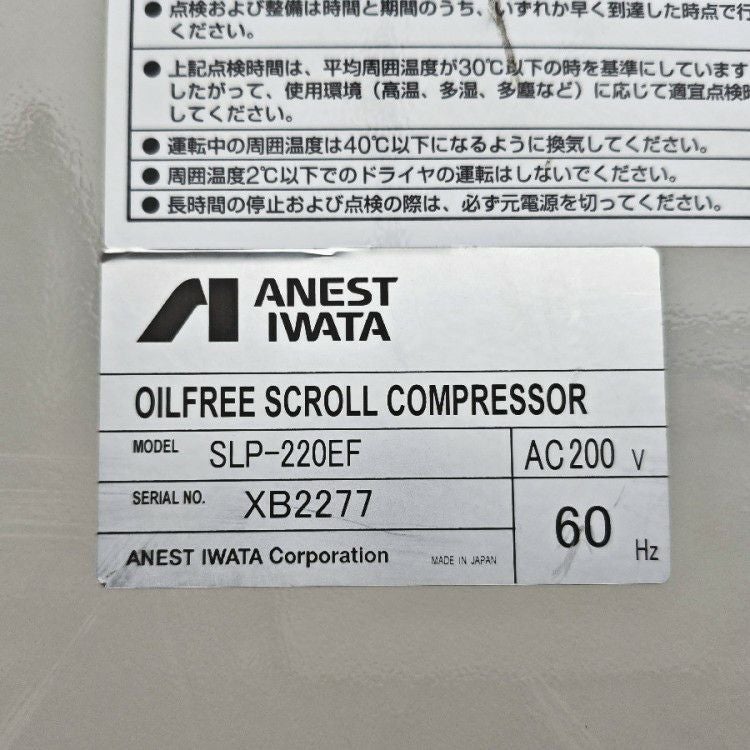 ● 点検および整備は時間と期間のうち、いずれか早く到達した時点で行
ください。
● 上記点検時間は、平均周囲温度が30℃以下の時を基準にしています
したがって、使用環境（高温、多湿、多塵など）に応じて適宜点検時
してください。
● 運転中の周囲温度は40℃以下になるように換気してください。
● 周囲温度2℃以下でのドライヤの運転はしないでください。
● 長時間の停止および点検の際は、必ず元電源を切ってください。
ANEST
IWATA
OILFREE SCROLL COMPRESSOR
MODEL SLP-220EF AC 200 V
SERIAL NO. XB2277
60 Hz
ANEST IWATA Corporation MADE IN JAPAN